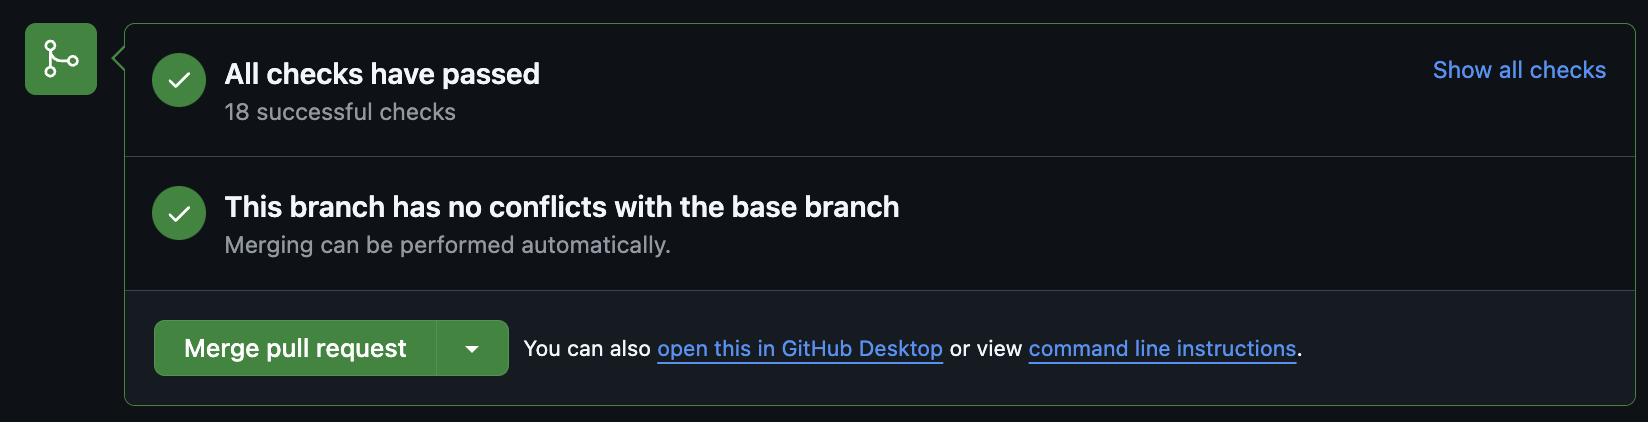 All checks have passed
Show all checks
18 successful checks
This branch has no conflicts with the base branch
Merging can be performed automatically.
Merge pull request
You can also open this in GitHub Desktop or view command line instructions.